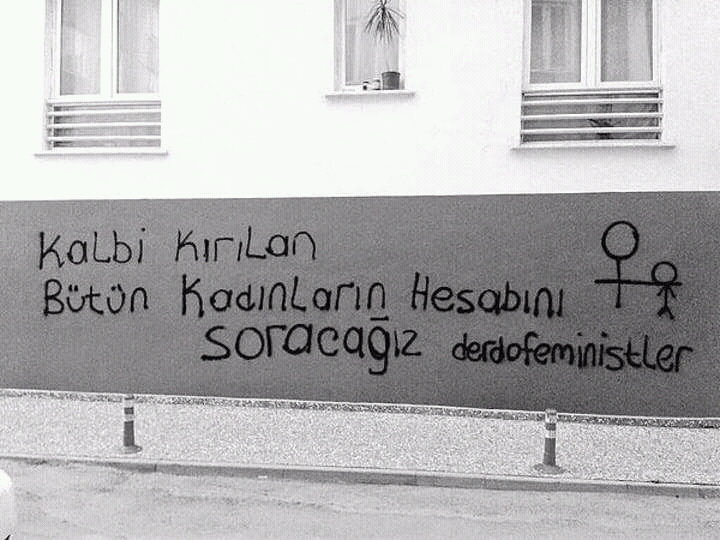 Kalbi Kırılan
Bütün Kadınların Hesabını
soracağız derdofeministler